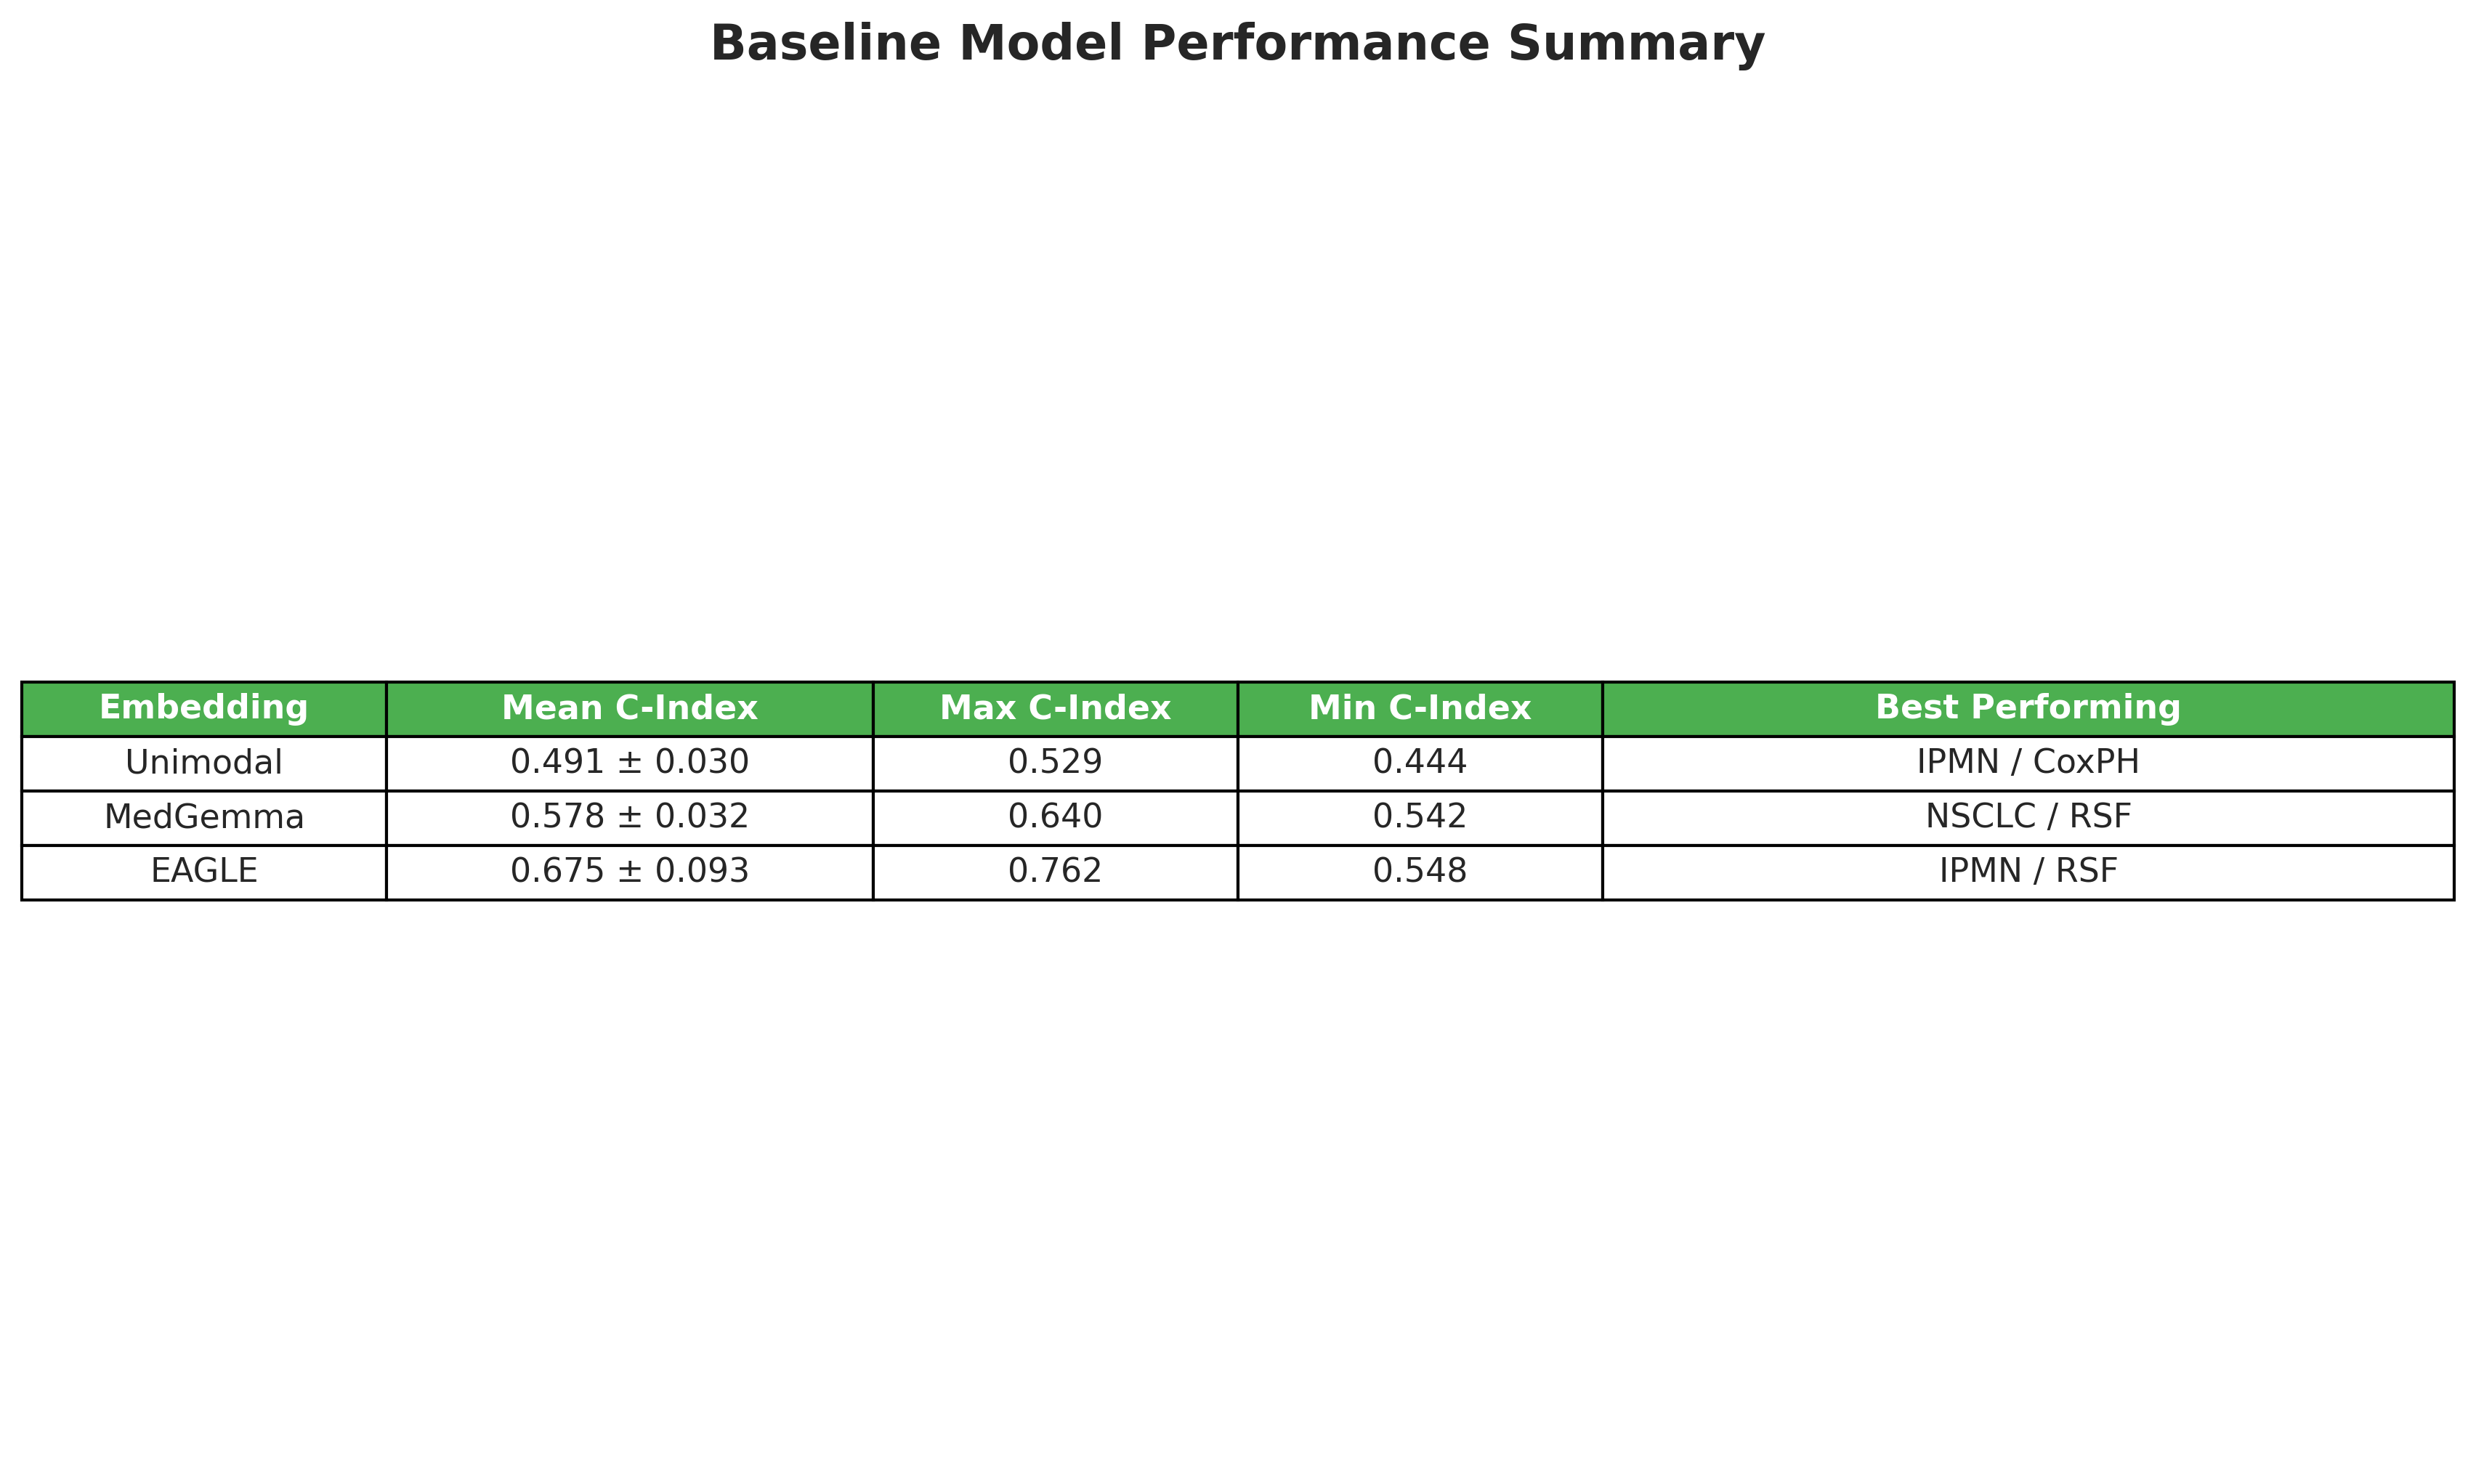 Baseline Model Performance Summary
Embedding Mean C-Index Max C-Index Min C-Index Best Performing
Unimodal 0.491 ± 0.030 0.529 0.444 IPMN / CoxPH
MedGemma 0.578 ± 0.032 0.640 0.542 NSCLC / RSF
EAGLE 0.675 ± 0.093 0.762 0.548 IPMN / RSF